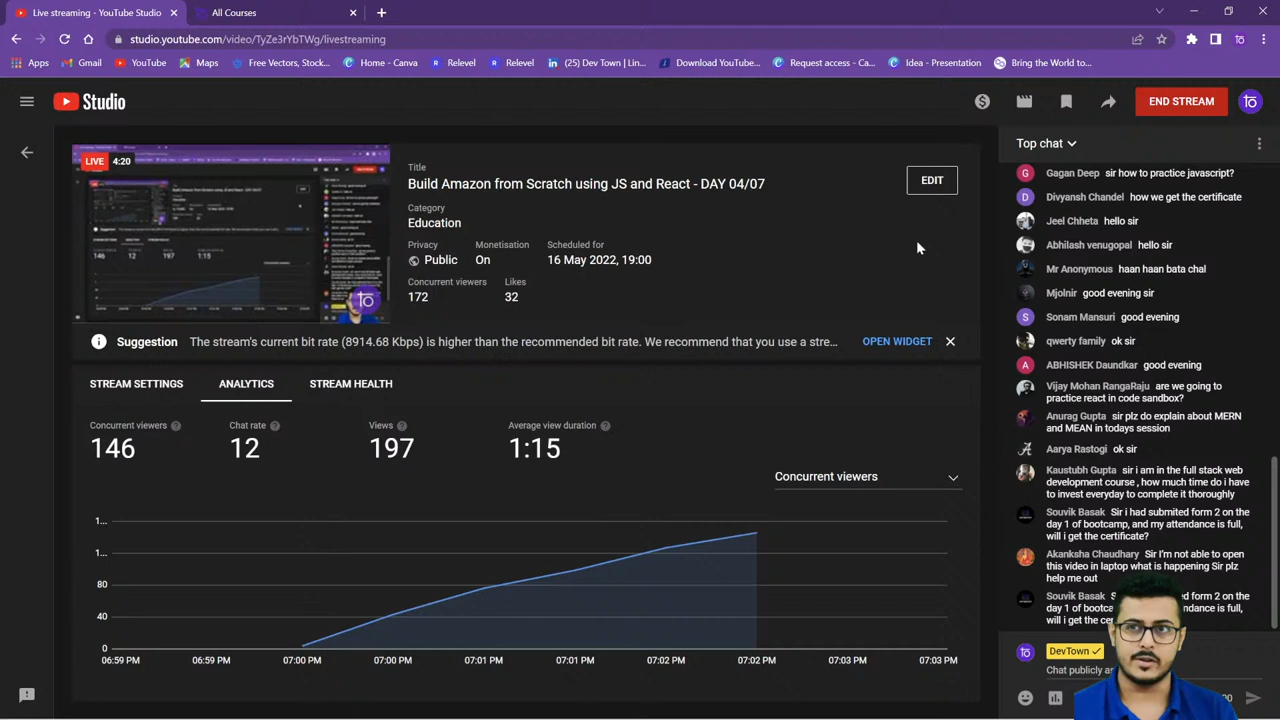 Live streaming - YouTube Studio
All Courses
studio.youtube.com/video/TyZe3rYbTWg/livestreaming
Apps
Gmail
YouTube
Maps
Free Vectors, Stock...
Home - Canva
Relevel
Relevel
(25) Dev Town | Lin...
Download YouTube...
Request access - Ca...
Idea - Presentation
Bring the World to...
Studio
END STREAM
LIVE 4:20
Title
Build Amazon from Scratch using JS and React - DAY 04/07
EDIT
Category
Education
Privacy
Public
Monetisation
On
Scheduled for
16 May 2022, 19:00
Concurrent viewers
172
Likes
32
Suggestion The stream's current bit rate (8914.68 Kbps) is higher than the recommended bit rate. We recommend that you use a stre...
OPEN WIDGET
STREAM SETTINGS
ANALYTICS
STREAM HEALTH
Concurrent viewers
146
Chat rate
12
Views
197
Average view duration
1:15
Concurrent viewers
1...
1...
80
40
0
06:59 PM 06:59 PM 07:00 PM 07:00 PM 07:01 PM 07:01 PM 07:02 PM 07:02 PM 07:03 PM 07:03 PM
Top chat
Gagan Deep sir how to practice javascript?
Divyansh Chandel how we get the certificate
Jeel Chheta hello sir
Abhilash venugopal hello sir
Mr Anonymous haan haan bata chal
Mjolnir good evening sir
Sonam Mansuri good evening
qwerty family ok sir
ABHISHEK Daundkar good evening
Vijay Mohan RangaRaju are we going to
practice react in code sandbox?
Anurag Gupta sir plz do explain about MERN
and MEAN in todays session
Aarya Rastogi ok sir
Kaustubh Gupta sir i am in the full stack web
development course , how much time do i have
to invest everyday to complete it thoroughly
Souvik Basak Sir i had submited form 2 on the
day 1 of bootcamp, and my attendance is full,
will i get the certificate?
Akanksha Chaudhary Sir I'm not able to open
this video in laptop what is happening Sir plz
help me out
Souvik Basak Sir
day 1 of
will i get the
DevTown
Chat publicly